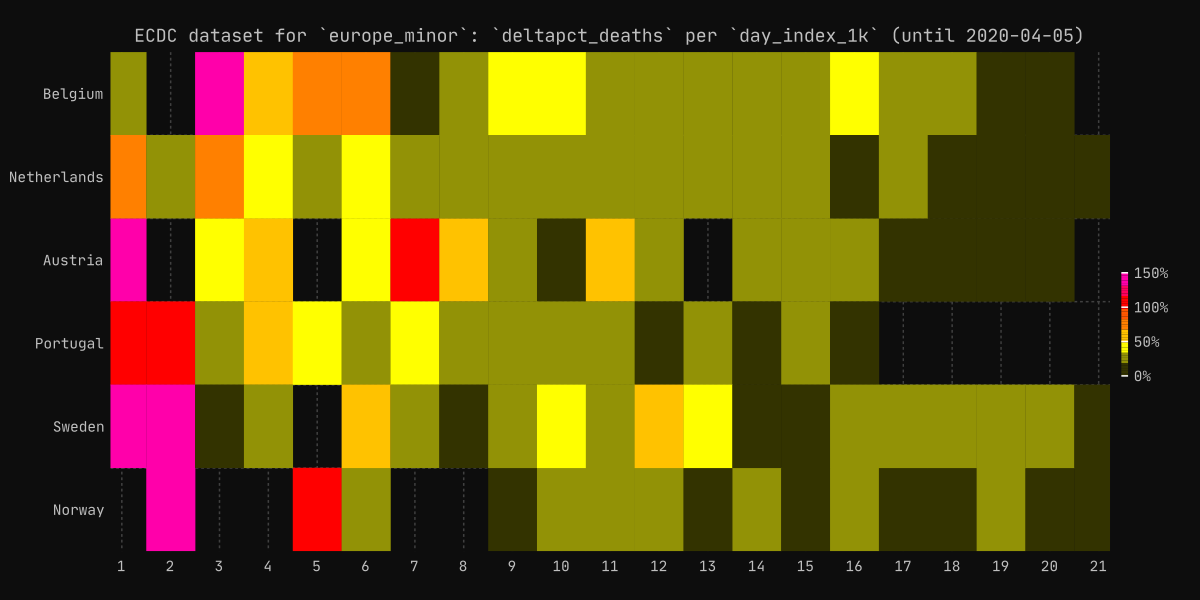 ECDC dataset for `europe_minor`: `deltapct_deaths` per `day_index_1k` (until 2020-04-05)
Belgium
Netherlands
Austria
Portugal
Sweden
Norway
150%
100%
50%
0%
1 2 3 4 5 6 7 8 9 10 11 12 13 14 15 16 17 18 19 20 21